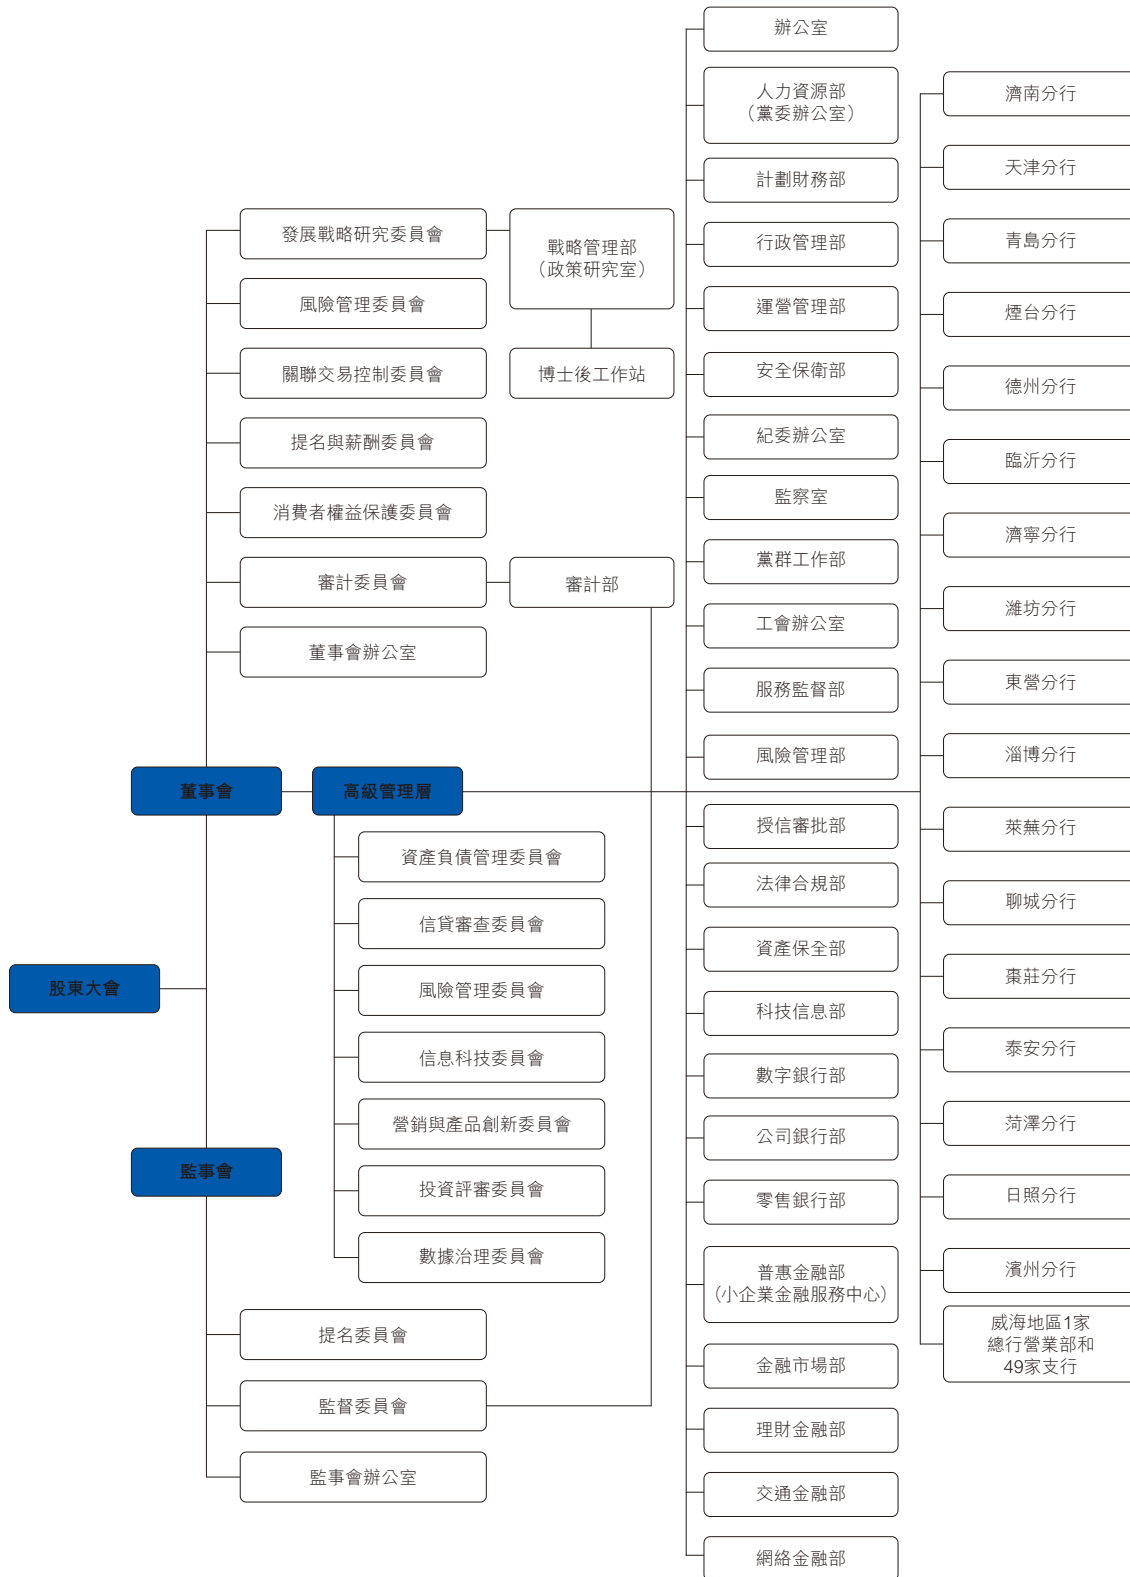 股東大會
董事會
監事會
高級管理層
發展戰略研究委員會
風險管理委員會
關聯交易控制委員會
提名與薪酬委員會
消費者權益保護委員會
審計委員會
董事會辦公室
戰略管理部
（政策研究室）
博士後工作站
審計部
資產負債管理委員會
信貸審查委員會
風險管理委員會
信息科技委員會
營銷與產品創新委員會
投資評審委員會
數據治理委員會
提名委員會
監督委員會
監事會辦公室
辦公室
人力資源部
（黨委辦公室）
計劃財務部
行政管理部
運營管理部
安全保衛部
紀委辦公室
監察室
黨群工作部
工會辦公室
服務監督部
風險管理部
授信審批部
法律合規部
資產保全部
科技信息部
數字銀行部
公司銀行部
零售銀行部
普惠金融部
（小企業金融服務中心）
金融市場部
理財金融部
交通金融部
網絡金融部
濟南分行
天津分行
青島分行
煙台分行
德州分行
臨沂分行
濟寧分行
濰坊分行
東營分行
淄博分行
萊蕪分行
聊城分行
棗莊分行
泰安分行
菏澤分行
日照分行
濱州分行
威海地區1家
總行營業部和
49家支行